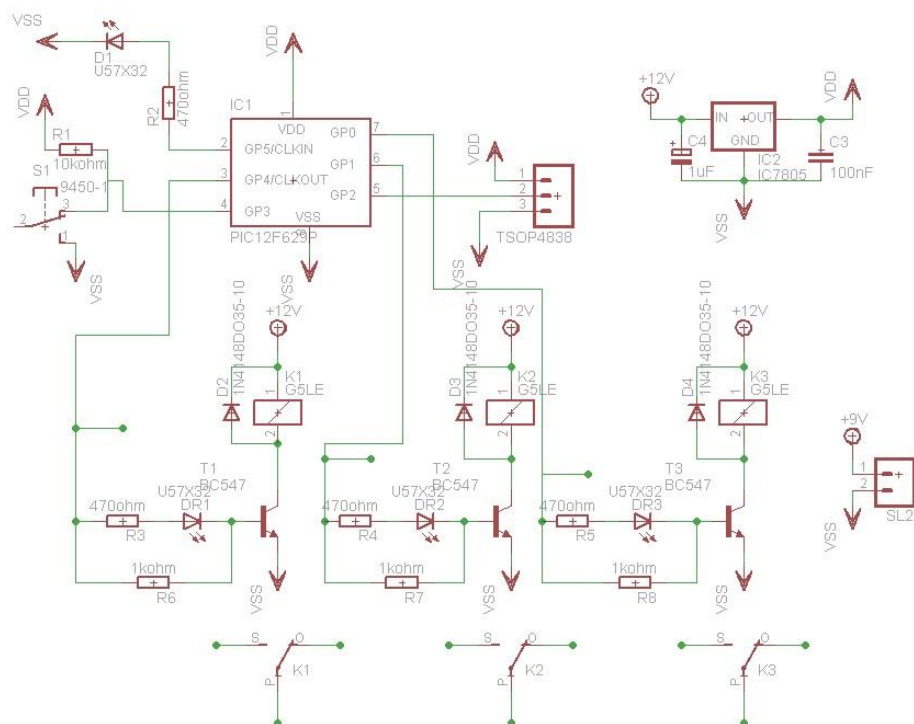 VSS
D1
U57X32
R2
470ohm
VDD
IC1
VDD
R1
10kohm
S1
9450-1
3
2
1
VSS
1
VDD
2
GP5/CLKIN
3
GP4/CLKOUT
4
GP3
GP0
7
GP1
6
GP2
5
VSS
8
PIC12F629P
VSS
VDD
1
2
3
TSOP4838
VSS
+12V
IN
OUT
GND
IC2
IC7805
C4
1uF
C3
100nF
VDD
VSS
+12V
D2
1N4148DO35-10
K1
G5LE
1
2
T1
BC547
470ohm
R3
U57X32
DR1
1kohm
R6
VSS
+12V
D3
1N4148DO35-10
K2
G5LE
1
2
T2
BC547
470ohm
R4
U57X32
DR2
1kohm
R7
VSS
+12V
D4
1N4148DO35-10
K3
G5LE
1
2
T3
BC547
470ohm
R5
U57X32
DR3
1kohm
R8
VSS
+9V
1
2
SL2
VSS
S
O
P
K1
S
O
P
K2
S
O
P
K3